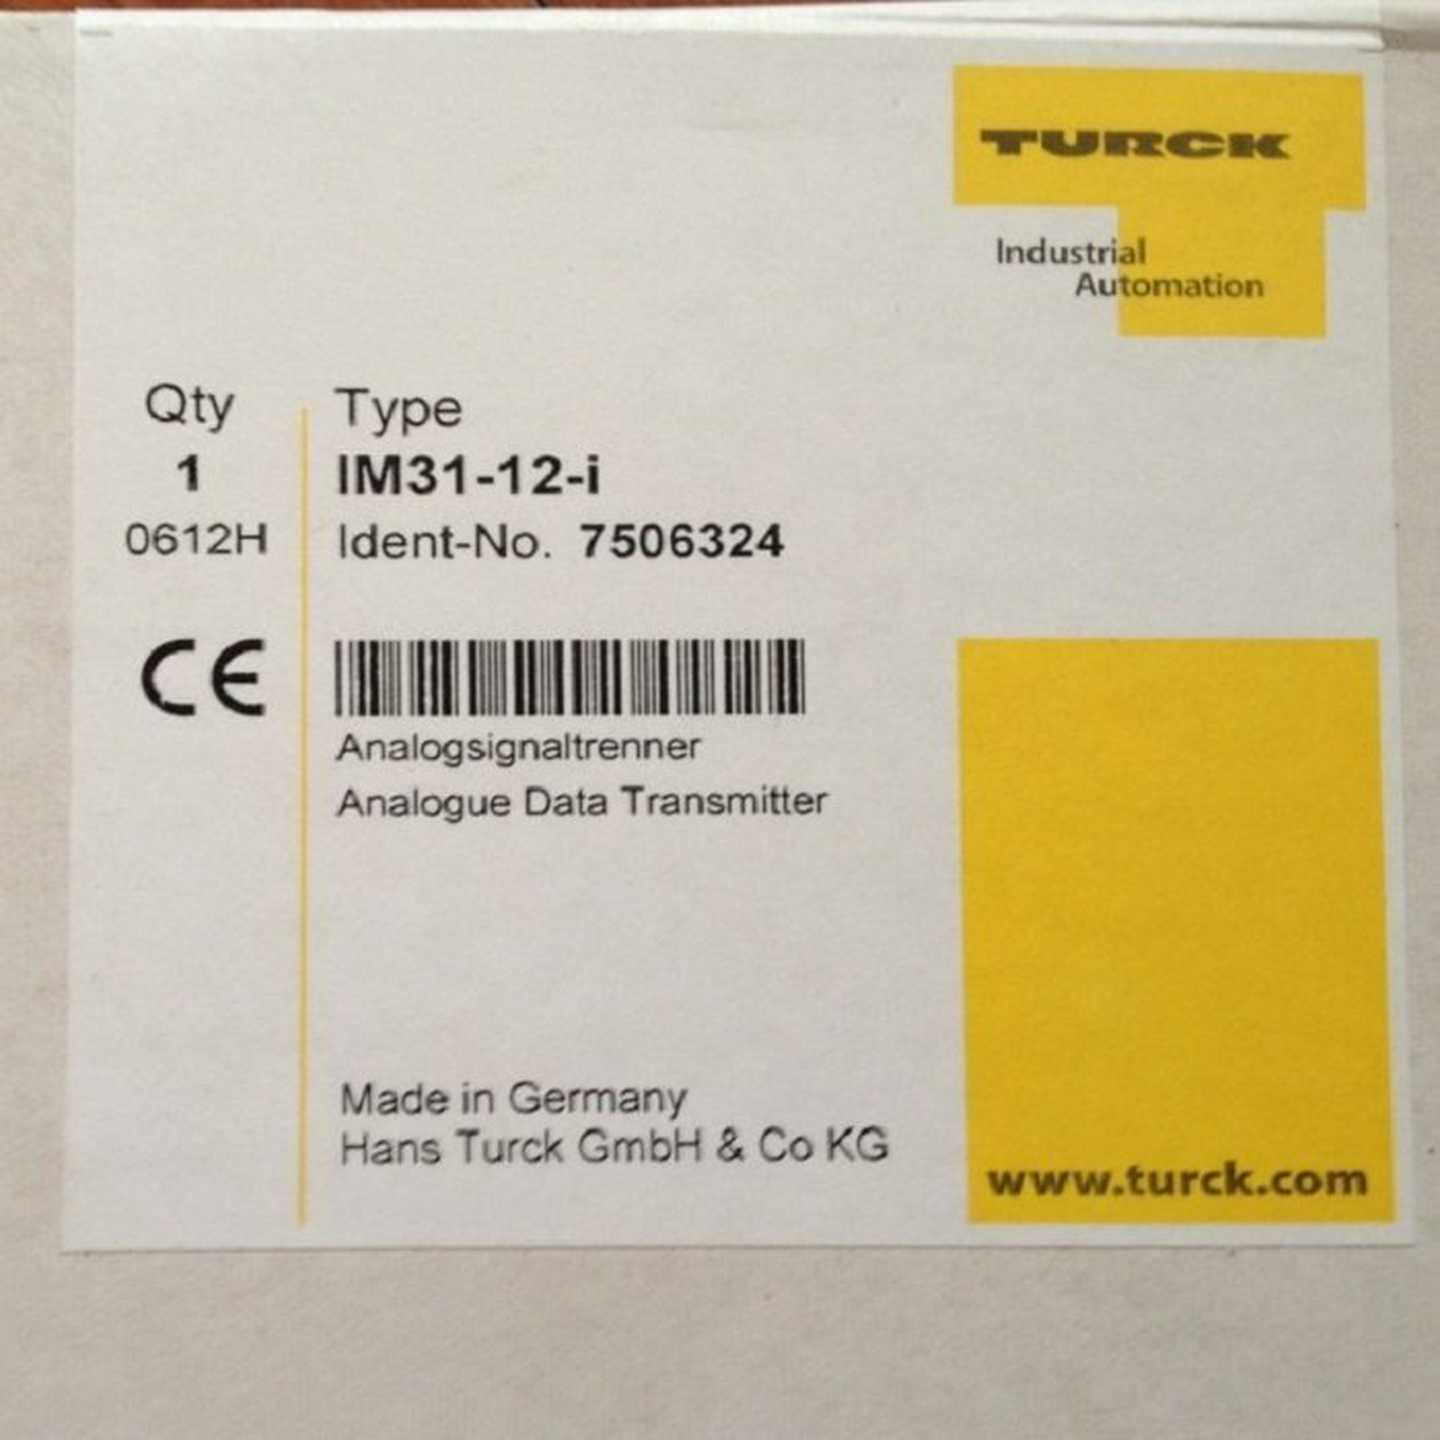 TURCK
Industrial
Automation
Qty
Type
1
IM31-12-i
0612H
Ident-No. 7506324
CE
Analogsignaltrenner
Analogue Data Transmitter
Made in Germany
Hans Turck GmbH & Co KG
www.turck.com